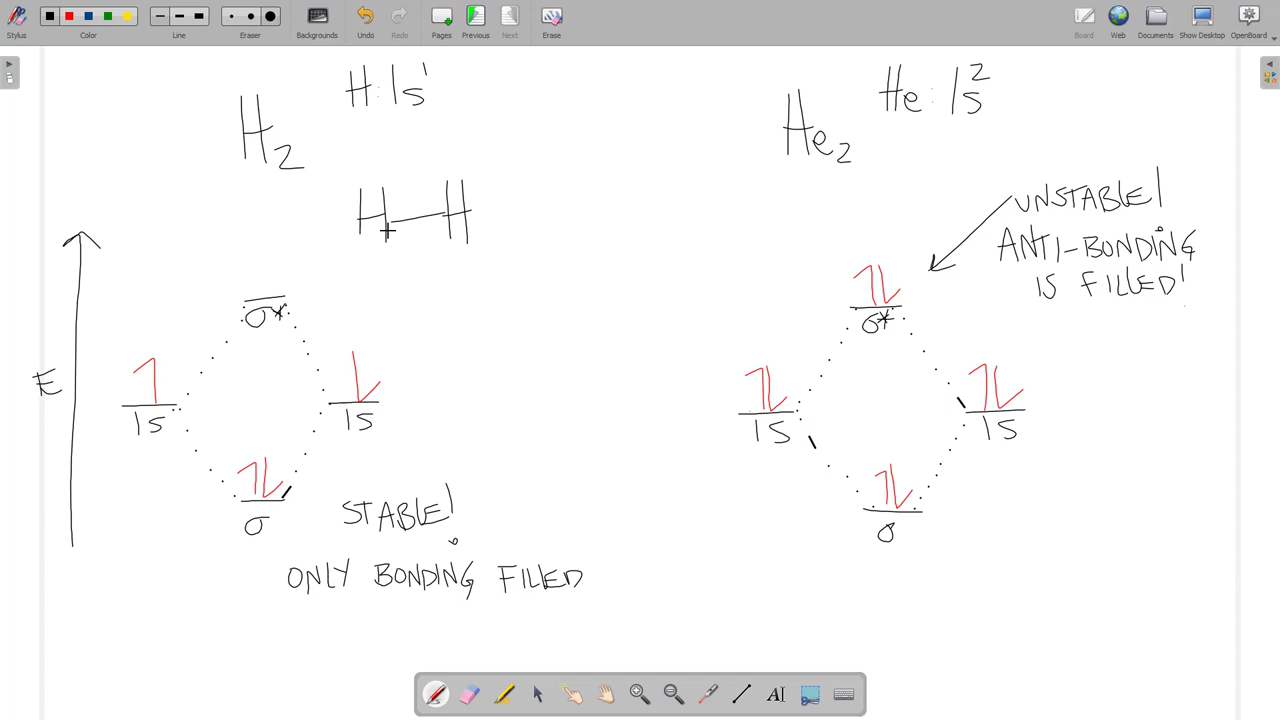 Stylus
Color
Line
Eraser
Backgrounds
Undo
Redo
Pages
Previous
Next
Erase
Board
Web
Documents
Show Desktop
OpenBoard
H₂
H:1s¹
H—H
E
σ*
1s
1s
σ
STABLE!
ONLY BONDING FILLED
He₂
He:1s²
UNSTABLE!
ANTI-BONDING
IS FILLED!
σ*
1s
1s
σ
AI